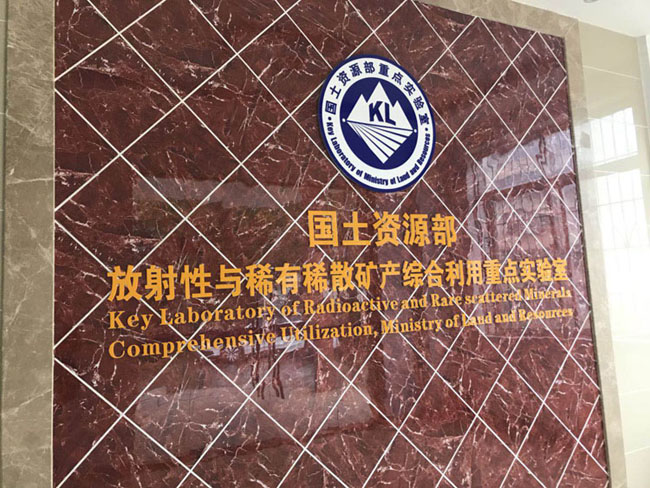 国土资源部重点实验室
KL
Key Laboratory of Ministry of Land and Resources
国土资源部
放射性与稀有稀散矿产综合利用重点实验室
Key Laboratory of Radioactive and Rare scattered Minerals
Comprehensive Utilization, Ministry of Land and Resources